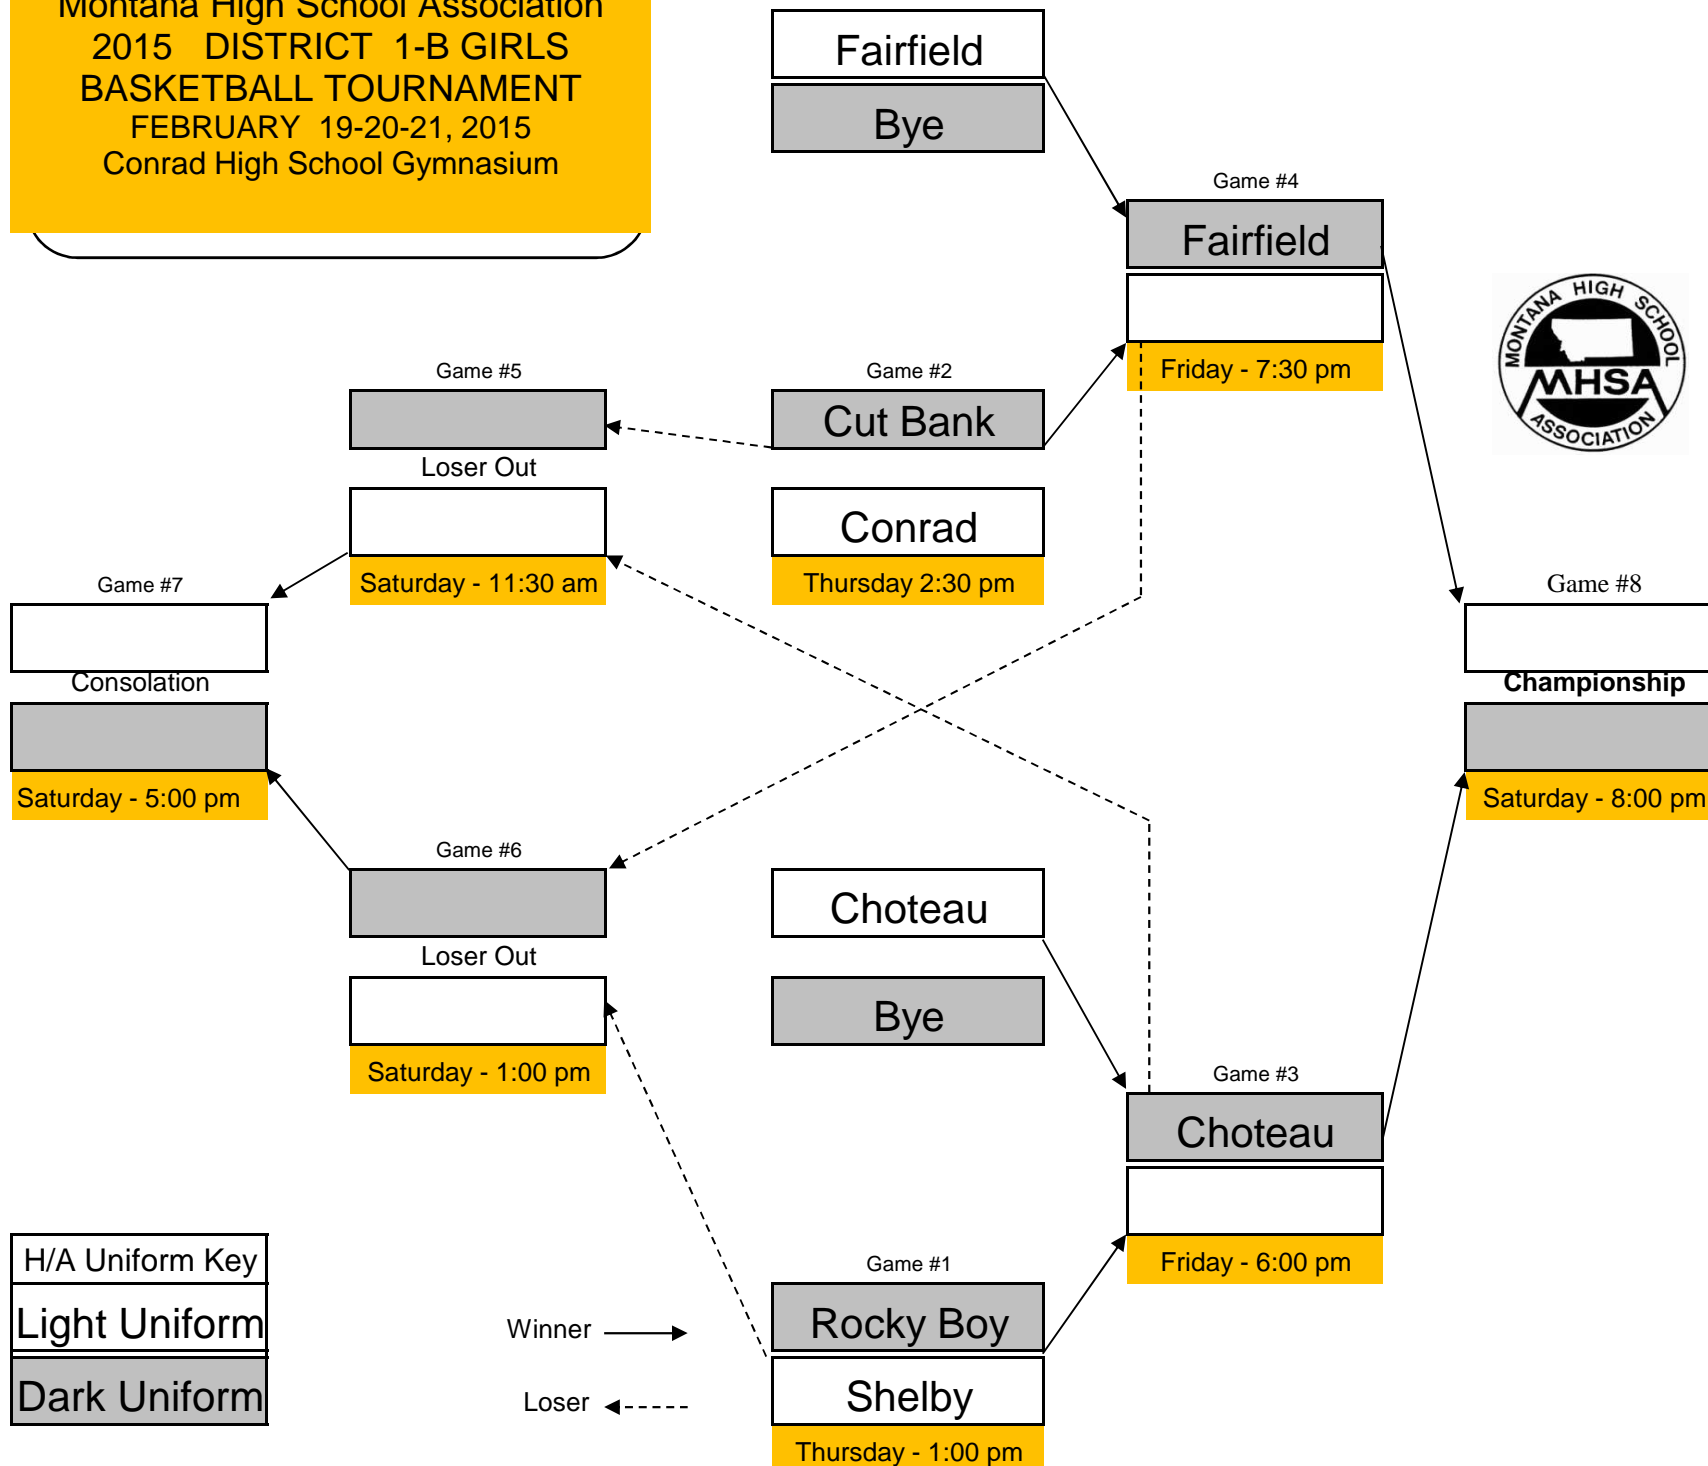 Montana High School Association
2015 DISTRICT 1-B GIRLS
BASKETBALL TOURNAMENT
FEBRUARY 19-20-21, 2015
Conrad High School Gymnasium
Fairfield
Bye
Game #4
Fairfield
Friday - 7:30 pm
MONTANA HIGH SCHOOL
MHSA
ASSOCIATION
Game #5
Loser Out
Saturday - 11:30 am
Game #2
Cut Bank
Conrad
Thursday 2:30 pm
Game #7
Consolation
Saturday - 5:00 pm
Game #8
Championship
Saturday - 8:00 pm
Game #6
Loser Out
Saturday - 1:00 pm
Choteau
Bye
Game #3
Choteau
Friday - 6:00 pm
Game #1
Rocky Boy
Shelby
Thursday - 1:00 pm
H/A Uniform Key
Light Uniform
Dark Uniform
Winner
Loser